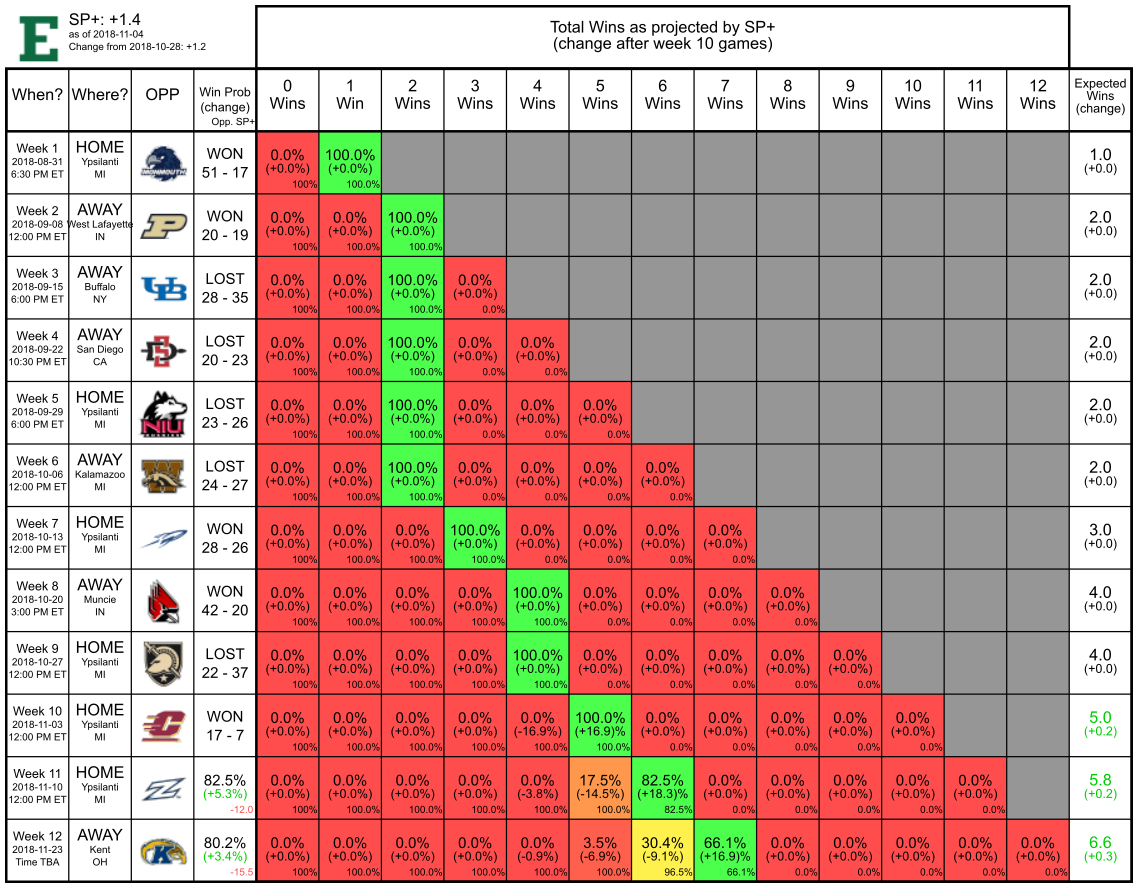 E
SP+: +1.4
as of 2018-11-04
Change from 2018-10-28: +1.2
Total Wins as projected by SP+
(change after week 10 games)
When? Where? OPP Win Prob (change) Opp. SP+ 0 Wins 1 Win 2 Wins 3 Wins 4 Wins 5 Wins 6 Wins 7 Wins 8 Wins 9 Wins 10 Wins 11 Wins 12 Wins Expected Wins (change)
Week 1 HOME WON 0.0% 100.0% 1.0
2018-08-31 Ypsilanti MONMOUTH 51 - 17 (+0.0%) (+0.0%) (+0.0)
6:30 PM ET MI 100% 100.0%
Week 2 AWAY P WON 0.0% 0.0% 100.0% 2.0
2018-09-08 West Lafayette 20 - 19 (+0.0%) (+0.0%) (+0.0%) (+0.0)
12:00 PM ET IN 100% 100.0% 100.0%
Week 3 AWAY UB LOST 0.0% 0.0% 100.0% 0.0% 2.0
2018-09-15 Buffalo 28 - 35 (+0.0%) (+0.0%) (+0.0%) (+0.0%) (+0.0)
6:00 PM ET NY 100% 100.0% 100.0% 0.0%
Week 4 AWAY SD LOST 0.0% 0.0% 100.0% 0.0% 0.0% 2.0
2018-09-22 San Diego 20 - 23 (+0.0%) (+0.0%) (+0.0%) (+0.0%) (+0.0%) (+0.0)
10:30 PM ET CA 100% 100.0% 100.0% 0.0% 0.0%
Week 5 HOME LOST 0.0% 0.0% 100.0% 0.0% 0.0% 0.0% 2.0
2018-09-29 Ypsilanti NIU 23 - 26 (+0.0%) (+0.0%) (+0.0%) (+0.0%) (+0.0%) (+0.0%) (+0.0)
6:00 PM ET MI 100% 100.0% 100.0% 0.0% 0.0% 0.0%
Week 6 AWAY W LOST 0.0% 0.0% 100.0% 0.0% 0.0% 0.0% 0.0% 2.0
2018-10-06 Kalamazoo 24 - 27 (+0.0%) (+0.0%) (+0.0%) (+0.0%) (+0.0%) (+0.0%) (+0.0%) (+0.0)
12:00 PM ET MI 100% 100.0% 100.0% 0.0% 0.0% 0.0% 0.0%
Week 7 HOME WON 0.0% 0.0% 0.0% 100.0% 0.0% 0.0% 0.0% 0.0% 3.0
2018-10-13 Ypsilanti 28 - 26 (+0.0%) (+0.0%) (+0.0%) (+0.0%) (+0.0%) (+0.0%) (+0.0%) (+0.0%) (+0.0)
12:00 PM ET MI 100% 100.0% 100.0% 100.0% 0.0% 0.0% 0.0% 0.0%
Week 8 AWAY WON 0.0% 0.0% 0.0% 0.0% 100.0% 0.0% 0.0% 0.0% 0.0% 4.0
2018-10-20 Muncie 42 - 20 (+0.0%) (+0.0%) (+0.0%) (+0.0%) (+0.0%) (+0.0%) (+0.0%) (+0.0%) (+0.0%) (+0.0)
3:00 PM ET IN 100% 100.0% 100.0% 100.0% 100.0% 0.0% 0.0% 0.0% 0.0%
Week 9 HOME LOST 0.0% 0.0% 0.0% 0.0% 100.0% 0.0% 0.0% 0.0% 0.0% 0.0% 4.0
2018-10-27 Ypsilanti 22 - 37 (+0.0%) (+0.0%) (+0.0%) (+0.0%) (+0.0%) (+0.0%) (+0.0%) (+0.0%) (+0.0%) (+0.0%) (+0.0)
12:00 PM ET MI 100% 100.0% 100.0% 100.0% 100.0% 0.0% 0.0% 0.0% 0.0% 0.0%
Week 10 HOME C WON 0.0% 0.0% 0.0% 0.0% 0.0% 100.0% 0.0% 0.0% 0.0% 0.0% 0.0% 5.0
2018-11-03 Ypsilanti 17 - 7 (+0.0%) (+0.0%) (+0.0%) (+0.0%) (-16.9%) (+16.9)% (+0.0%) (+0.0%) (+0.0%) (+0.0%) (+0.0%) (+0.2)
12:00 PM ET MI 100% 100.0% 100.0% 100.0% 100.0% 100.0% 0.0% 0.0% 0.0% 0.0% 0.0%
Week 11 HOME Z 82.5% 0.0% 0.0% 0.0% 0.0% 0.0% 17.5% 82.5% 0.0% 0.0% 0.0% 0.0% 0.0% 5.8
2018-11-10 Ypsilanti (+5.3%) (+0.0%) (+0.0%) (+0.0%) (+0.0%) (-3.8%) (-14.5%) (+18.3)% (+0.0%) (+0.0%) (+0.0%) (+0.0%) (+0.0%) (+0.2)
12:00 PM ET MI -12.0 100% 100.0% 100.0% 100.0% 100.0% 100.0% 82.5% 0.0% 0.0% 0.0% 0.0% 0.0%
Week 12 AWAY K 80.2% 0.0% 0.0% 0.0% 0.0% 0.0% 3.5% 30.4% 66.1% 0.0% 0.0% 0.0% 0.0% 0.0% 6.6
2018-11-23 Kent (+3.4%) (+0.0%) (+0.0%) (+0.0%) (+0.0%) (-0.9%) (-6.9%) (-9.1%) (+16.9)% (+0.0%) (+0.0%) (+0.0%) (+0.0%) (+0.0%) (+0.3)
Time TBA OH -15.5 100% 100.0% 100.0% 100.0% 100.0% 100.0% 96.5% 66.1% 0.0% 0.0% 0.0% 0.0% 0.0%